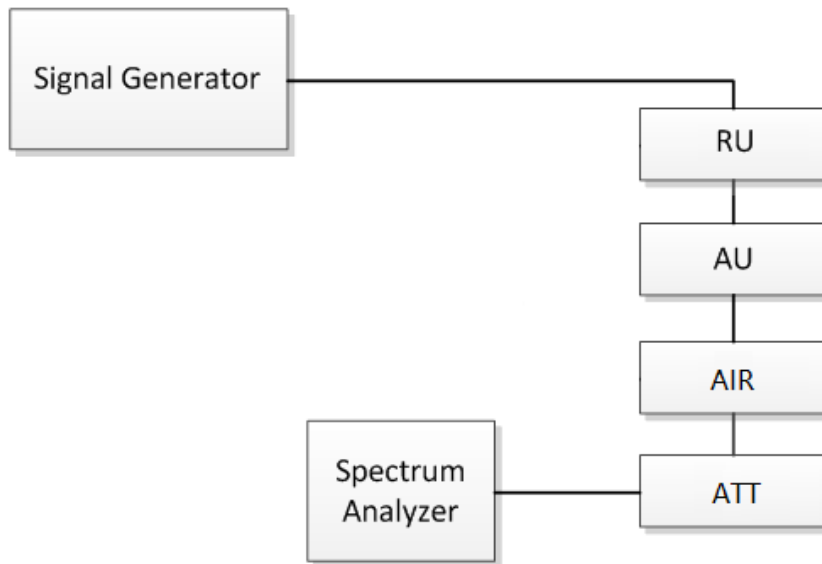 Signal Generator
RU
AU
AIR
ATT
Spectrum
Analyzer